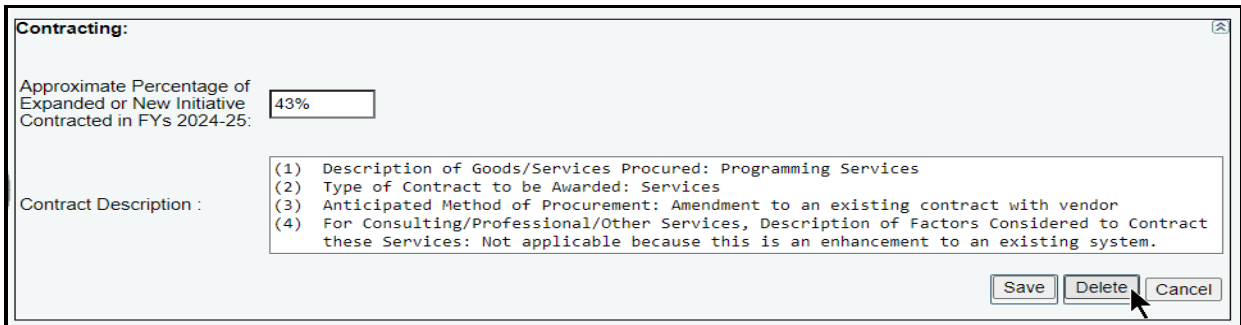 Contracting:
Approximate Percentage of
Expanded or New Initiative
Contracted in FYs 2024-25:
43%
Contract Description :
(1) Description of Goods/Services Procured: Programming Services
(2) Type of Contract to be Awarded: Services
(3) Anticipated Method of Procurement: Amendment to an existing contract with vendor
(4) For Consulting/Professional/Other Services, Description of Factors Considered to Contract
these Services: Not applicable because this is an enhancement to an existing system.
Save Delete Cancel